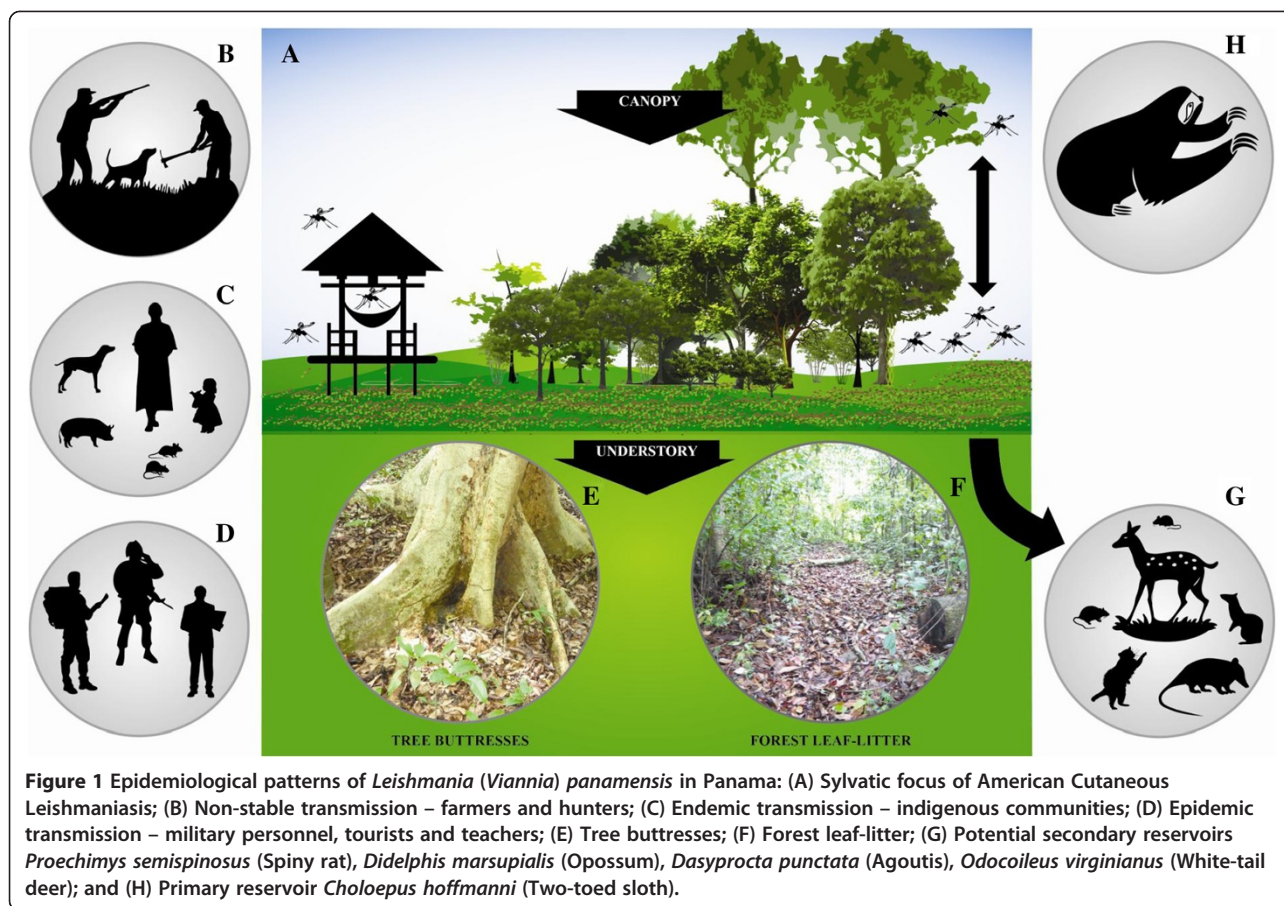 B
A
H
CANOPY
C
D
UNDERSTORY
E
F
G
TREE BUTTRESSES
FOREST LEAF-LITTER
Figure 1 Epidemiological patterns of Leishmania (Viannia) panamensis in Panama: (A) Sylvatic focus of American Cutaneous
Leishmaniasis; (B) Non-stable transmission – farmers and hunters; (C) Endemic transmission – indigenous communities; (D) Epidemic
transmission – military personnel, tourists and teachers; (E) Tree buttresses; (F) Forest leaf-litter; (G) Potential secondary reservoirs
Proechimys semispinosus (Spiny rat), Didelphis marsupialis (Opossum), Dasyprocta punctata (Agoutis), Odocoileus virginianus (White-tail
deer); and (H) Primary reservoir Choloepus hoffmanni (Two-toed sloth).